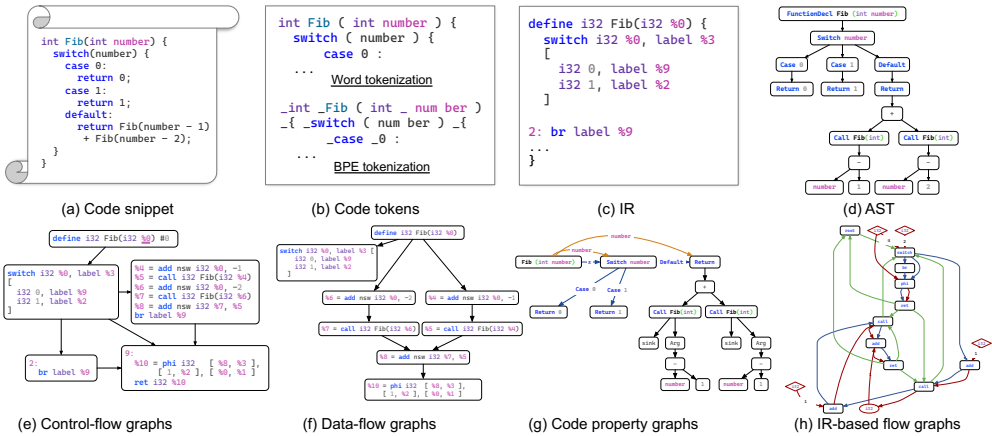 int Fib(int number) {
switch(number) {
case 0:
return 0;
case 1:
return 1;
default:
return Fib(number - 1)
+ Fib(number - 2);
}
}
(a) Code snippet
int Fib ( int number ) {
switch ( number ) {
case 0 :
...
Word tokenization
_int _Fib ( int _ num ber )
_{ _switch ( num ber ) _{
_case _0 :
...
BPE tokenization
(b) Code tokens
define i32 Fib(i32 %0) {
switch i32 %0, label %3
[
i32 0, label %9
i32 1, label %2
]
2: br label %9
...
}
(c) IR
FunctionDecl Fib (int number)
Switch number
Case 0
Case 1
Default
Return 0
Return 1
Return
+
Call Fib(int)
Call Fib(int)
-
-
number
1
number
2
(d) AST
define i32 Fib(i32 %0) #0
switch i32 %0, label %3
[
i32 0, label %9
i32 1, label %2
]
%4 = add nsw i32 %0, -1
%5 = call i32 Fib(i32 %4)
%6 = add nsw i32 %0, -2
%7 = call i32 Fib(i32 %6)
%8 = add nsw i32 %7, %5
br label %9
2:
br label %9
9:
%10 = phi i32 [ %8, %3 ],
[ 1, %2 ], [ %0, %1 ]
ret i32 %10
(e) Control-flow graphs
define i32 Fib(i32 %0)
switch i32 %0, label %3 [
i32 0, label %9
i32 1, label %2
]
%6 = add nsw i32 %0, -2
%4 = add nsw i32 %0, -1
%7 = call i32 Fib(i32 %6)
%5 = call i32 Fib(i32 %4)
%8 = add nsw i32 %7, %5
%10 = phi i32 [ %8, %3 ],
[ 1, %2 ], [ %0, %1 ]
(f) Data-flow graphs
number
number
Fib (int number)
Switch number
Default
Return
Case 0
Case 1
Return 0
Return 1
+
Call Fib(int)
Call Fib(int)
sink
Arg
sink
Arg
-
-
number
1
number
1
(g) Code property graphs
i32
i32
switch
br
phi
ret
call
add
ret
add
call
i32
add
i32
i32
(h) IR-based flow graphs